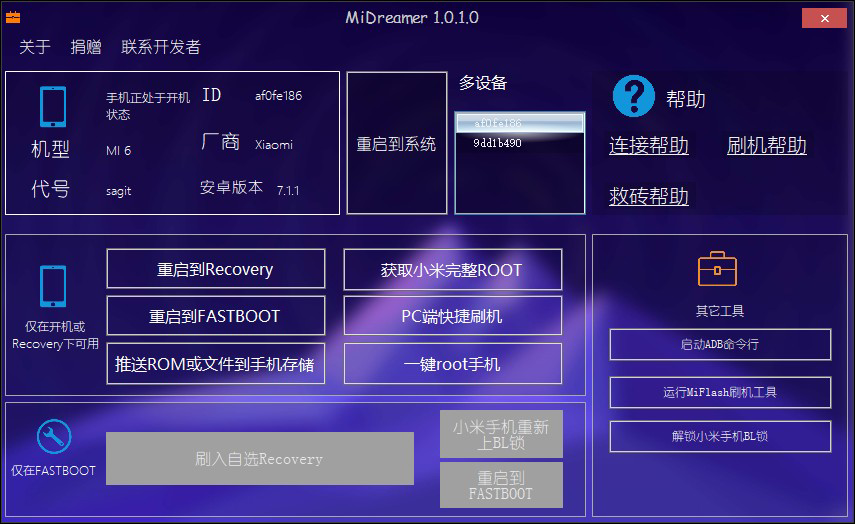 MiDreamer 1.0.1.0
关于 捐赠 联系开发者
手机正处于开机
状态
ID af0fe186
机型 MI 6
厂商 Xiaomi
代号 sagit
安卓版本 7.1.1
重启到系统
多设备
af0fe186
9dd1b490
帮助
连接帮助 刷机帮助
救砖帮助
仅在开机或
Recovery下可用
重启到Recovery
获取小米完整ROOT
重启到FASTBOOT
PC端快捷刷机
推送ROM或文件到手机存储
一键root手机
其它工具
启动ADB命令行
运行MiFlash刷机工具
解锁小米手机BL锁
仅在FASTBOOT
刷入自选Recovery
小米手机重新
上BL锁
重启到
FASTBOOT